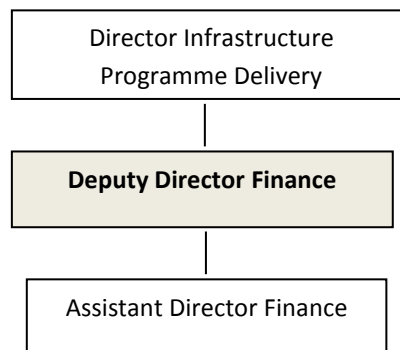 Director Infrastructure
Programme Delivery
Deputy Director Finance
Assistant Director Finance